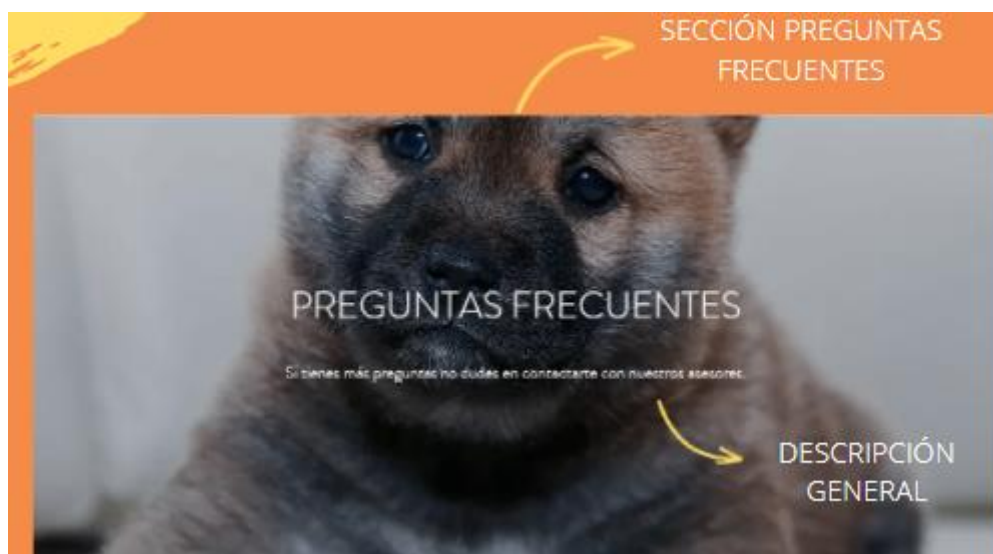 SECCIÓN PREGUNTAS
FRECUENTES
PREGUNTAS FRECUENTES
Si tienes más preguntas no dudes en contactarte con nuestros asesores.
DESCRIPCIÓN
GENERAL